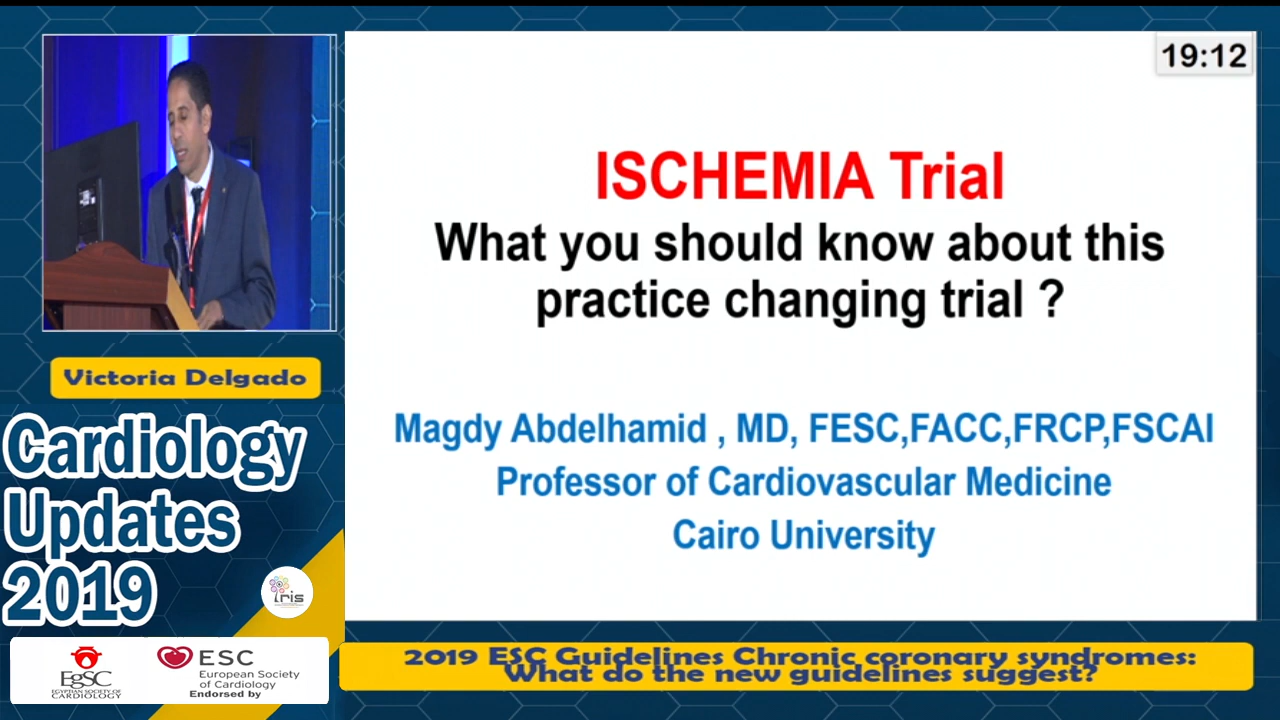 19:12
ISCHEMIA Trial
What you should know about this
practice changing trial ?
Magdy Abdelhamid , MD, FESC,FACC,FRCP,FSCAI
Professor of Cardiovascular Medicine
Cairo University
Victoria Delgado
Cardiology
Updates
2019
iris
EgSC
EGYPTIAN SOCIETY OF
CARDIOLOGY
ESC
European Society
of Cardiology
Endorsed by
2019 ESC Guidelines Chronic coronary syndromes:
What do the new guidelines suggest?